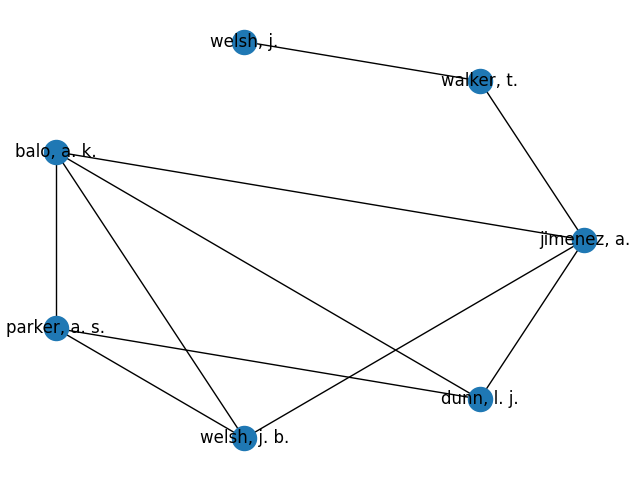 welsh, j.
walker, t.
balo, a. k.
jimenez, a.
parker, a. s.
dunn, l. j.
welsh, j. b.